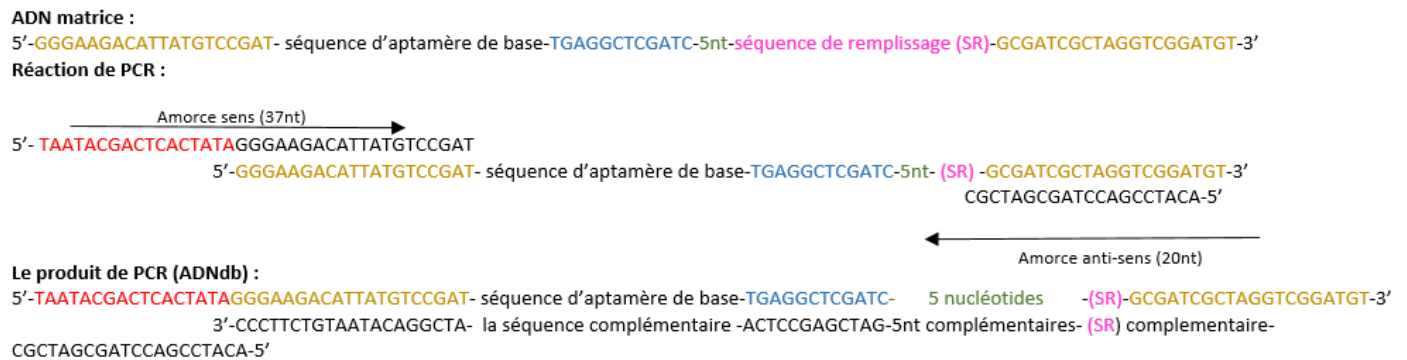 ADN matrice :
5’-GGGAAGACATTATGTCCGAT- séquence d’aptamère de base-TGAGGCTCGATC-5nt-séquence de remplissage (SR)-GCGATCGCTAGGTCGGATGT-3’
Réaction de PCR :
Amorce sens (37nt)
5’- TAATACGACTCACTATAGGGAAGACATTATGTCCGAT
5’-GGGAAGACATTATGTCCGAT- séquence d’aptamère de base-TGAGGCTCGATC-5nt- (SR) -GCGATCGCTAGGTCGGATGT-3’
CGCTAGCGATCCAGCCTACA-5’
Amorce anti-sens (20nt)
Le produit de PCR (ADNdb) :
5’-TAATACGACTCACTATAGGGAAGACATTATGTCCGAT- séquence d’aptamère de base-TGAGGCTCGATC- 5 nucléotides -(SR)-GCGATCGCTAGGTCGGATGT-3’
3’-CCCTTCTGTAATACAGGCTA- la séquence complémentaire -ACTCCGAGCTAG-5nt complémentaires- (SR) complementaire-
CGCTAGCGATCCAGCCTACA-5’